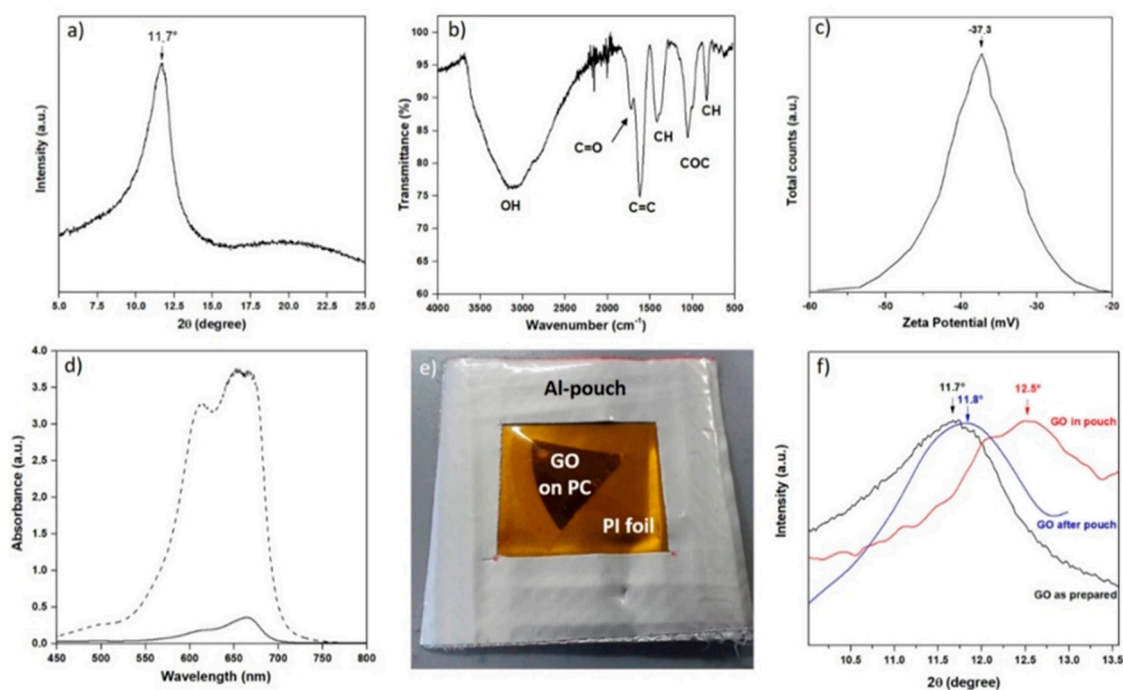 a)
11.7°
Intensity (a.u.)
5.0 7.5 10.0 12.5 15.0 17.5 20.0 22.5 25.0
2θ (degree)
b)
100
95
90
85
80
75
70
65
60
Transmittance (%)
C=O
CH
CH
COC
OH
C=C
4000 3500 3000 2500 2000 1500 1000 500
Wavenumber (cm⁻¹)
c)
-37.3
Total counts
-60 -50 -40 -30 -20
Zeta Potential (mV)
d)
4.0
3.5
3.0
2.5
2.0
1.5
1.0
0.5
0.0
Absorbance (a.u.)
450 500 550 600 650 700 750 800
Wavelength (nm)
e)
Al-pouch
GO
on PC
PI foil
f)
11.7°
11.8°
12.5°
GO in pouch
GO after pouch
GO as prepared
Intensity (a.u.)
10.5 11.0 11.5 12.0 12.5 13.0 13.5
2θ (degree)